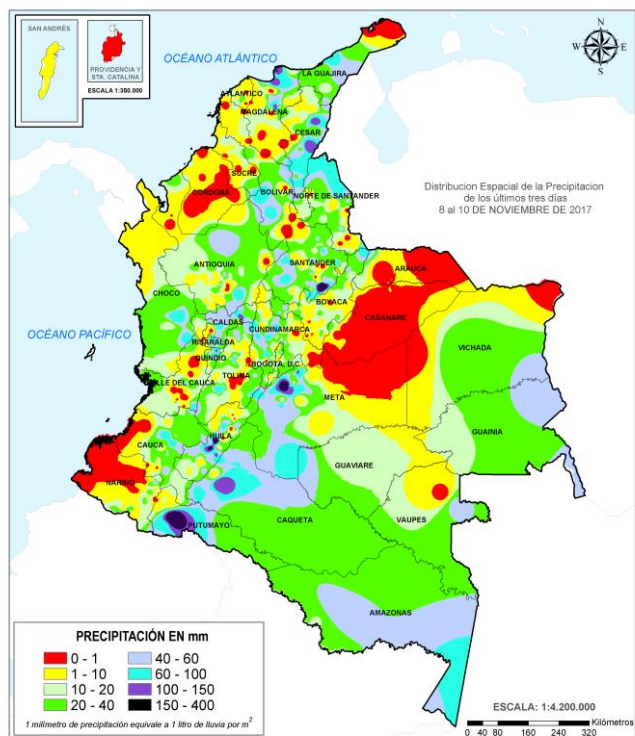 SAN ANDRÉS
PROVIDENCIA Y
STA. CATALINA
ESCALA 1:350.000
OCÉANO ATLÁNTICO
N
W E
S
LA GUAJIRA
ATLANTICO
MAGDALENA
CESAR
SUCRE
CORDOBA
BOLIVAR
NORTE DE SANTANDER
Distribucion Espacial de la Precipitacion
de los últimos tres días
8 al 10 DE NOVIEMBRE DE 2017
ANTIOQUIA
SANTANDER
ARAUCA
CHOCO
BOYACA
CASANARE
OCÉANO PACÍFICO
CALDAS
CUNDINAMARCA
RISARALDA
VICHADA
QUINDIO
BOGOTA, D.C.
TOLIMA
VALLE DEL CAUCA
META
GUAINIA
CAUCA
HUILA
GUAVIARE
NARIÑO
VAUPES
PUTUMAYO
CAQUETA
AMAZONAS
PRECIPITACIÓN EN mm
0 - 1 40 - 60
1 - 10 60 - 100
10 - 20 100 - 150
20 - 40 150 - 400
1 milímetro de precipitación equivale a 1 litro de lluvia por m²
ESCALA: 1:4.200.000
Kilómetros
0 40 80 160 240 320